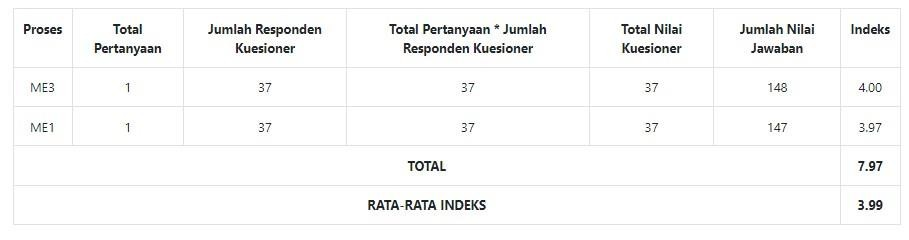 Proses Total Pertanyaan Jumlah Responden Kuesioner Total Pertanyaan * Jumlah Responden Kuesioner Total Nilai Kuesioner Jumlah Nilai Jawaban Indeks
ME3 1 37 37 37 148 4.00
ME1 1 37 37 37 147 3.97
TOTAL 7.97
RATA-RATA INDEKS 3.99